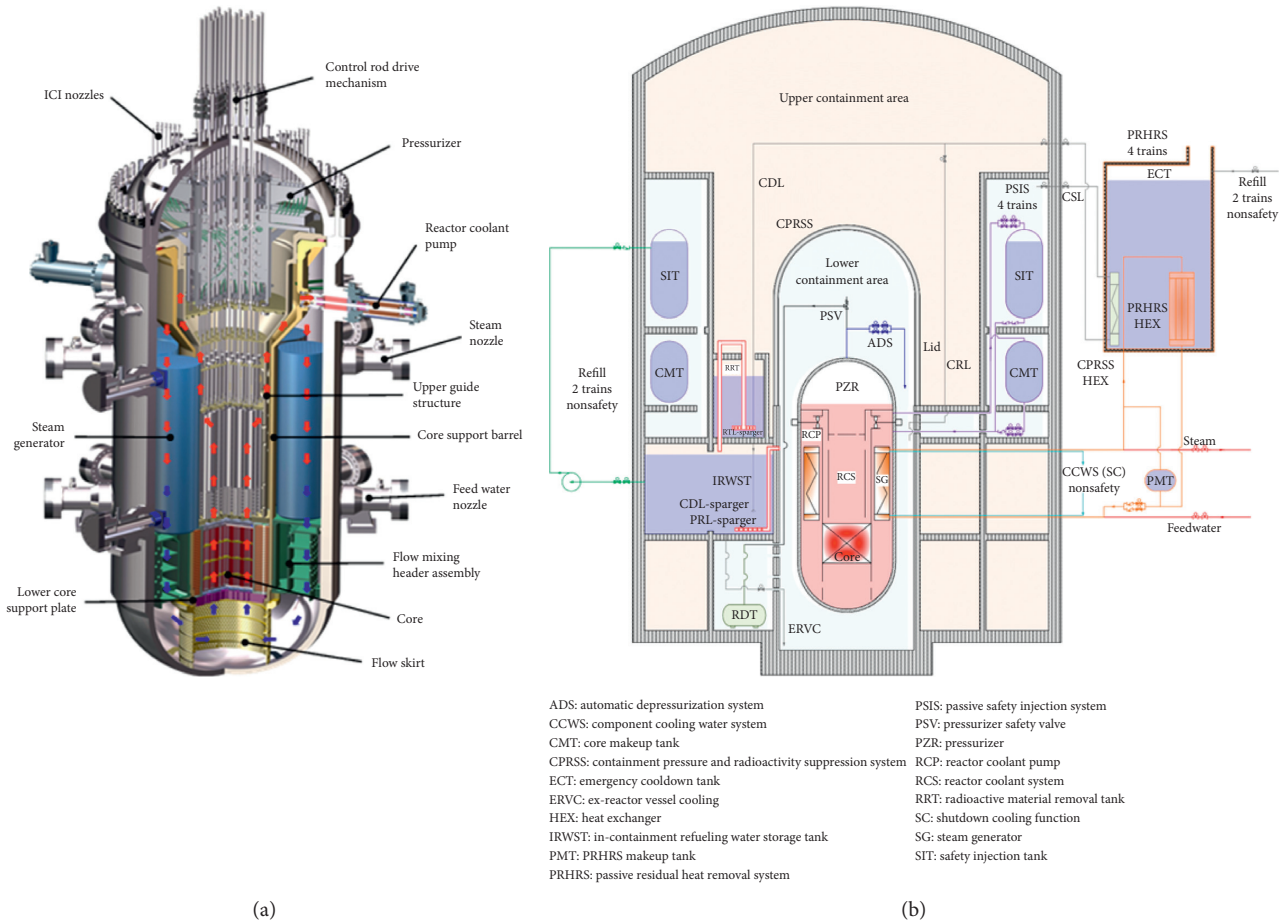 Control rod drive
mechanism
ICI nozzles
Pressurizer
Reactor coolant
pump
Steam
nozzle
Upper guide
structure
Steam
generator
Core support barrel
Feed water
nozzle
Flow mixing
header assembly
Lower core
support plate
Core
Flow skirt
(a)
Upper containment area
PRHRS
4 trains
ECT
Refill
2 trains
nonsafety
CDL
PSIS
4 trains
CSL
CPRSS
SIT
Lower
containment area
SIT
PSV
PRHRS
HEX
ADS
Lid
Refill
2 trains
nonsafety
CMT
RRT
CRL
CMT
CPRSS
HEX
PZR
RTL-sparger
RCP
Steam
IRWST
RCS
SG
CCWS (SC)
nonsafety
PMT
CDL-sparger
PRL-sparger
Feedwater
Core
RDT
ERVC
ADS: automatic depressurization system
CCWS: component cooling water system
CMT: core makeup tank
CPRSS: containment pressure and radioactivity suppression system
ECT: emergency cooldown tank
ERVC: ex-reactor vessel cooling
HEX: heat exchanger
IRWST: in-containment refueling water storage tank
PMT: PRHRS makeup tank
PRHRS: passive residual heat removal system
PSIS: passive safety injection system
PSV: pressurizer safety valve
PZR: pressurizer
RCP: reactor coolant pump
RCS: reactor coolant system
RRT: radioactive material removal tank
SC: shutdown cooling function
SG: steam generator
SIT: safety injection tank
(b)